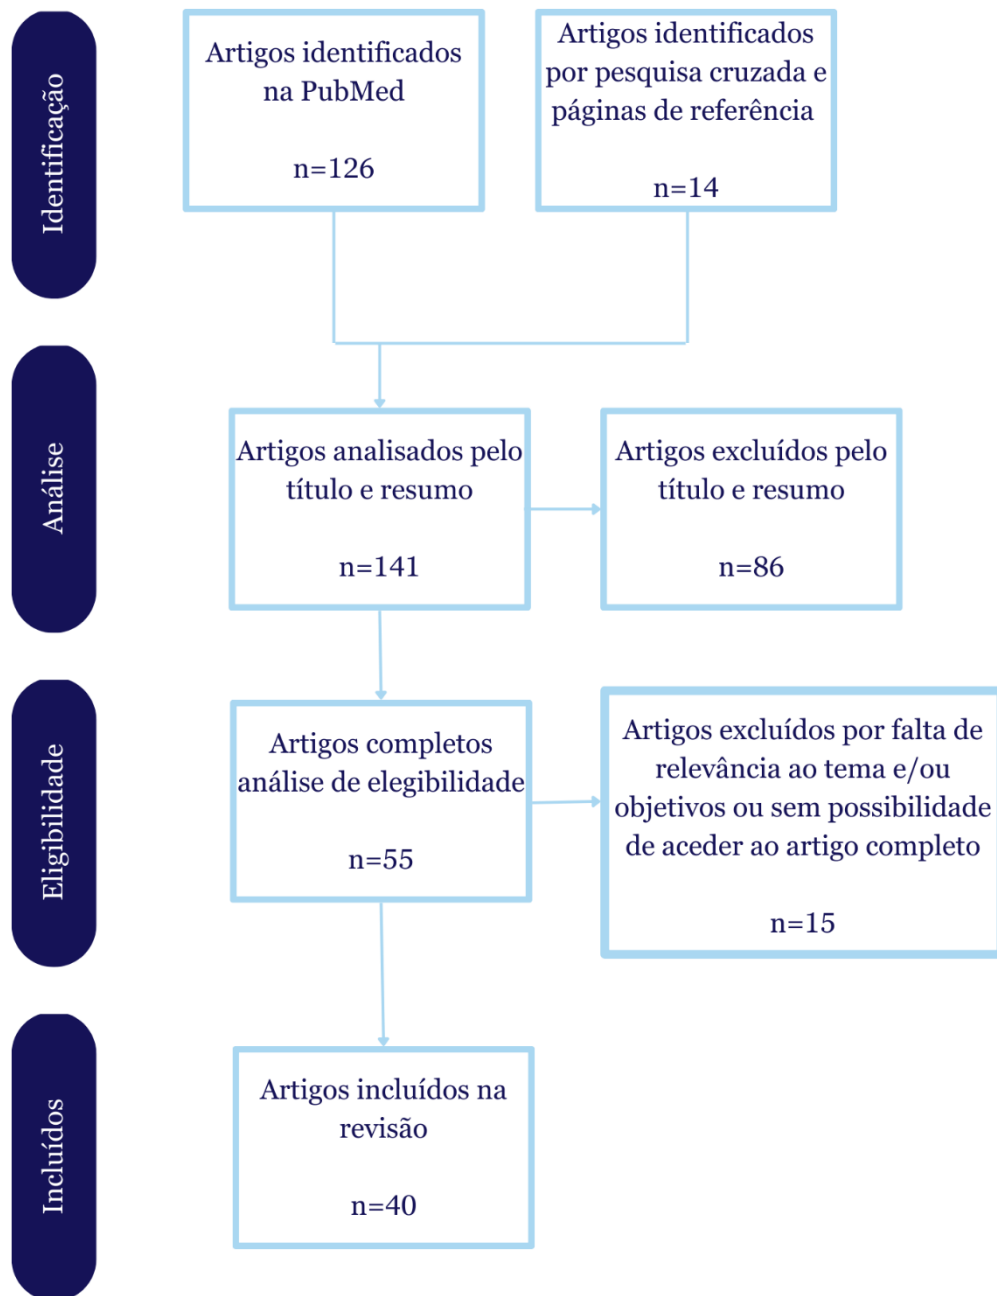 Identificação
Artigos identificados
na PubMed
n=126
Artigos identificados
por pesquisa cruzada e
páginas de referência
n=14
Análise
Artigos analisados pelo
título e resumo
n=141
Artigos excluídos pelo
título e resumo
n=86
Eligibilidade
Artigos completos
análise de elegibilidade
n=55
Artigos excluídos por falta de
relevância ao tema e/ou
objetivos ou sem possibilidade
de aceder ao artigo completo
n=15
Incluídos
Artigos incluídos na
revisão
n=40